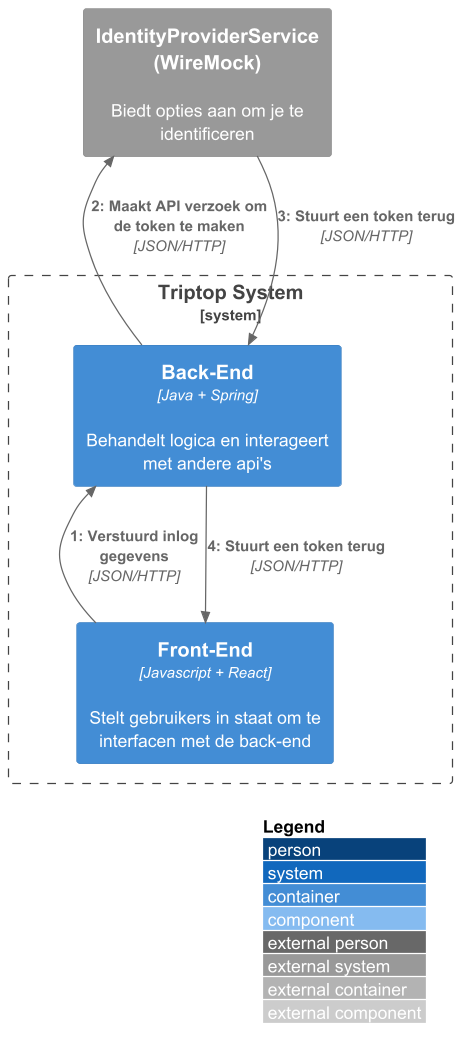 IdentityProviderService
(WireMock)
Biedt opties aan om je te
identificeren
2: Maakt API verzoek om
de token te maken
[JSON/HTTP]
3: Stuurt een token terug
[JSON/HTTP]
Triptop System
[system]
Back-End
[Java + Spring]
Behandelt logica en interageert
met andere api's
1: Verstuurd inlog
gegevens
[JSON/HTTP]
4: Stuurt een token terug
[JSON/HTTP]
Front-End
[Javascript + React]
Stelt gebruikers in staat om te
interfacen met de back-end
Legend
person
system
container
component
external person
external system
external container
external component